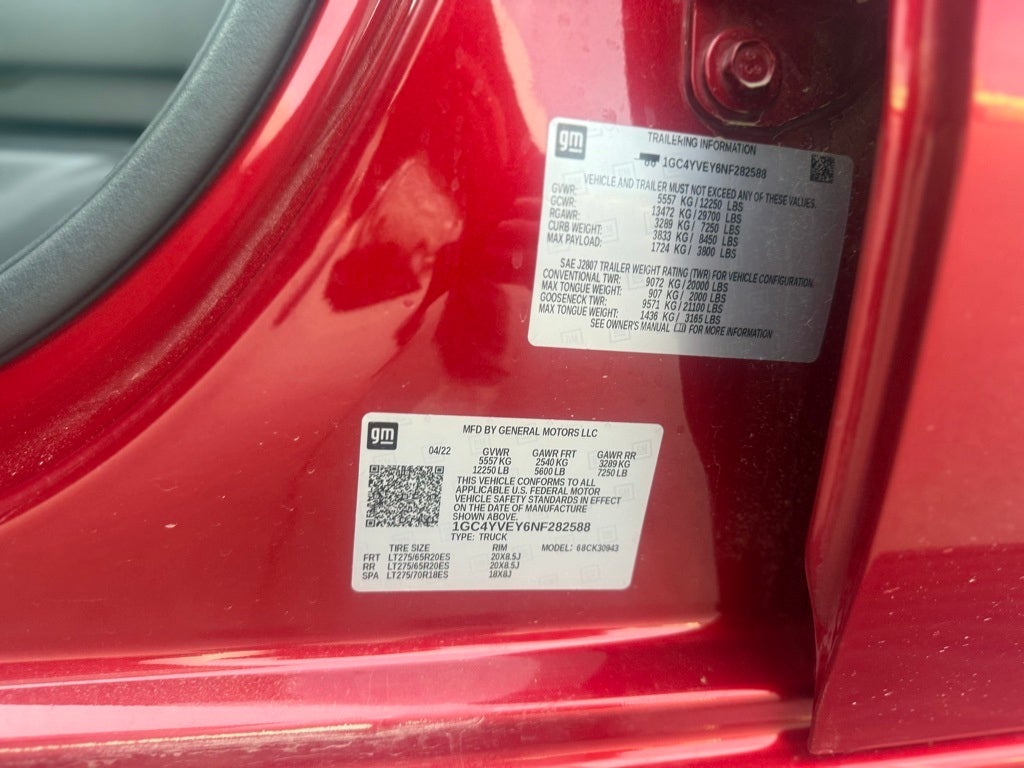 gm
TRAILERING INFORMATION
1GC4YVEY6NF282588
VEHICLE AND TRAILER MUST NOT EXCEED ANY OF THESE VALUES.
GVWR: 5557 KG / 12250 LBS
GCWR: 13472 KG / 29700 LBS
RGAWR: 3289 KG / 7250 LBS
CURB WEIGHT: 3833 KG / 8450 LBS
MAX PAYLOAD: 1724 KG / 3800 LBS
SAE J2807 TRAILER WEIGHT RATING (TWR) FOR VEHICLE CONFIGURATION.
CONVENTIONAL TWR: 9072 KG / 20000 LBS
MAX TONGUE WEIGHT: 907 KG / 2000 LBS
GOOSENECK TWR: 9571 KG / 21100 LBS
MAX TONGUE WEIGHT: 1436 KG / 3165 LBS
SEE OWNER'S MANUAL FOR MORE INFORMATION
gm
MFD BY GENERAL MOTORS LLC
04/22 GVWR GAWR FRT GAWR RR
5557 KG 2540 KG 3289 KG
12250 LB 5600 LB 7250 LB
THIS VEHICLE CONFORMS TO ALL
APPLICABLE U.S. FEDERAL MOTOR
VEHICLE SAFETY STANDARDS IN EFFECT
ON THE DATE OF MANUFACTURE
SHOWN ABOVE.
1GC4YVEY6NF282588
TYPE: TRUCK
TIRE SIZE RIM MODEL: 68CK30943
FRT LT275/65R20ES 20X8.5J
RR LT275/65R20ES 20X8.5J
SPA LT275/70R18ES 18X8J